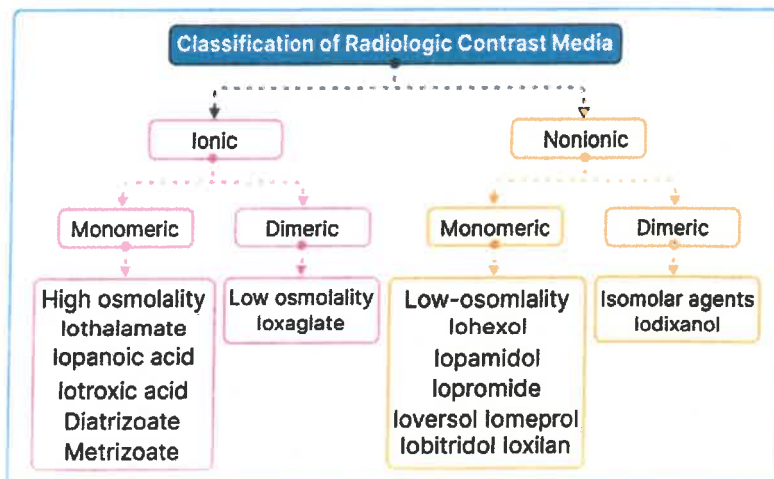 Classification of Radiologic Contrast Media
Ionic
Nonionic
Monomeric
Dimeric
Monomeric
Dimeric
High osmolality
Iothalamate
Iopanoic acid
Iotroxic acid
Diatrizoate
Metrizoate
Low osmolality
Ioxaglate
Low-osomlality
Iohexol
Iopamidol
Iopromide
Ioversol Iomeprol
Iobitridol Ioxilan
Isomolar agents
Iodixanol